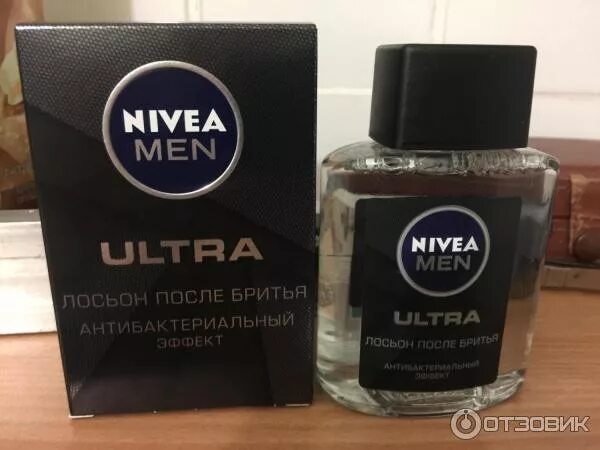 NIVEA
MEN
ULTRA
ЛОСЬОН ПОСЛЕ БРИТЬЯ
АНТИБАКТЕРИАЛЬНЫЙ
ЭФФЕКТ
NIVEA
MEN
ULTRA
ЛОСЬОН ПОСЛЕ БРИТЬЯ
АНТИБАКТЕРИАЛЬНЫЙ
ЭФФЕКТ
ОТЗОВИК